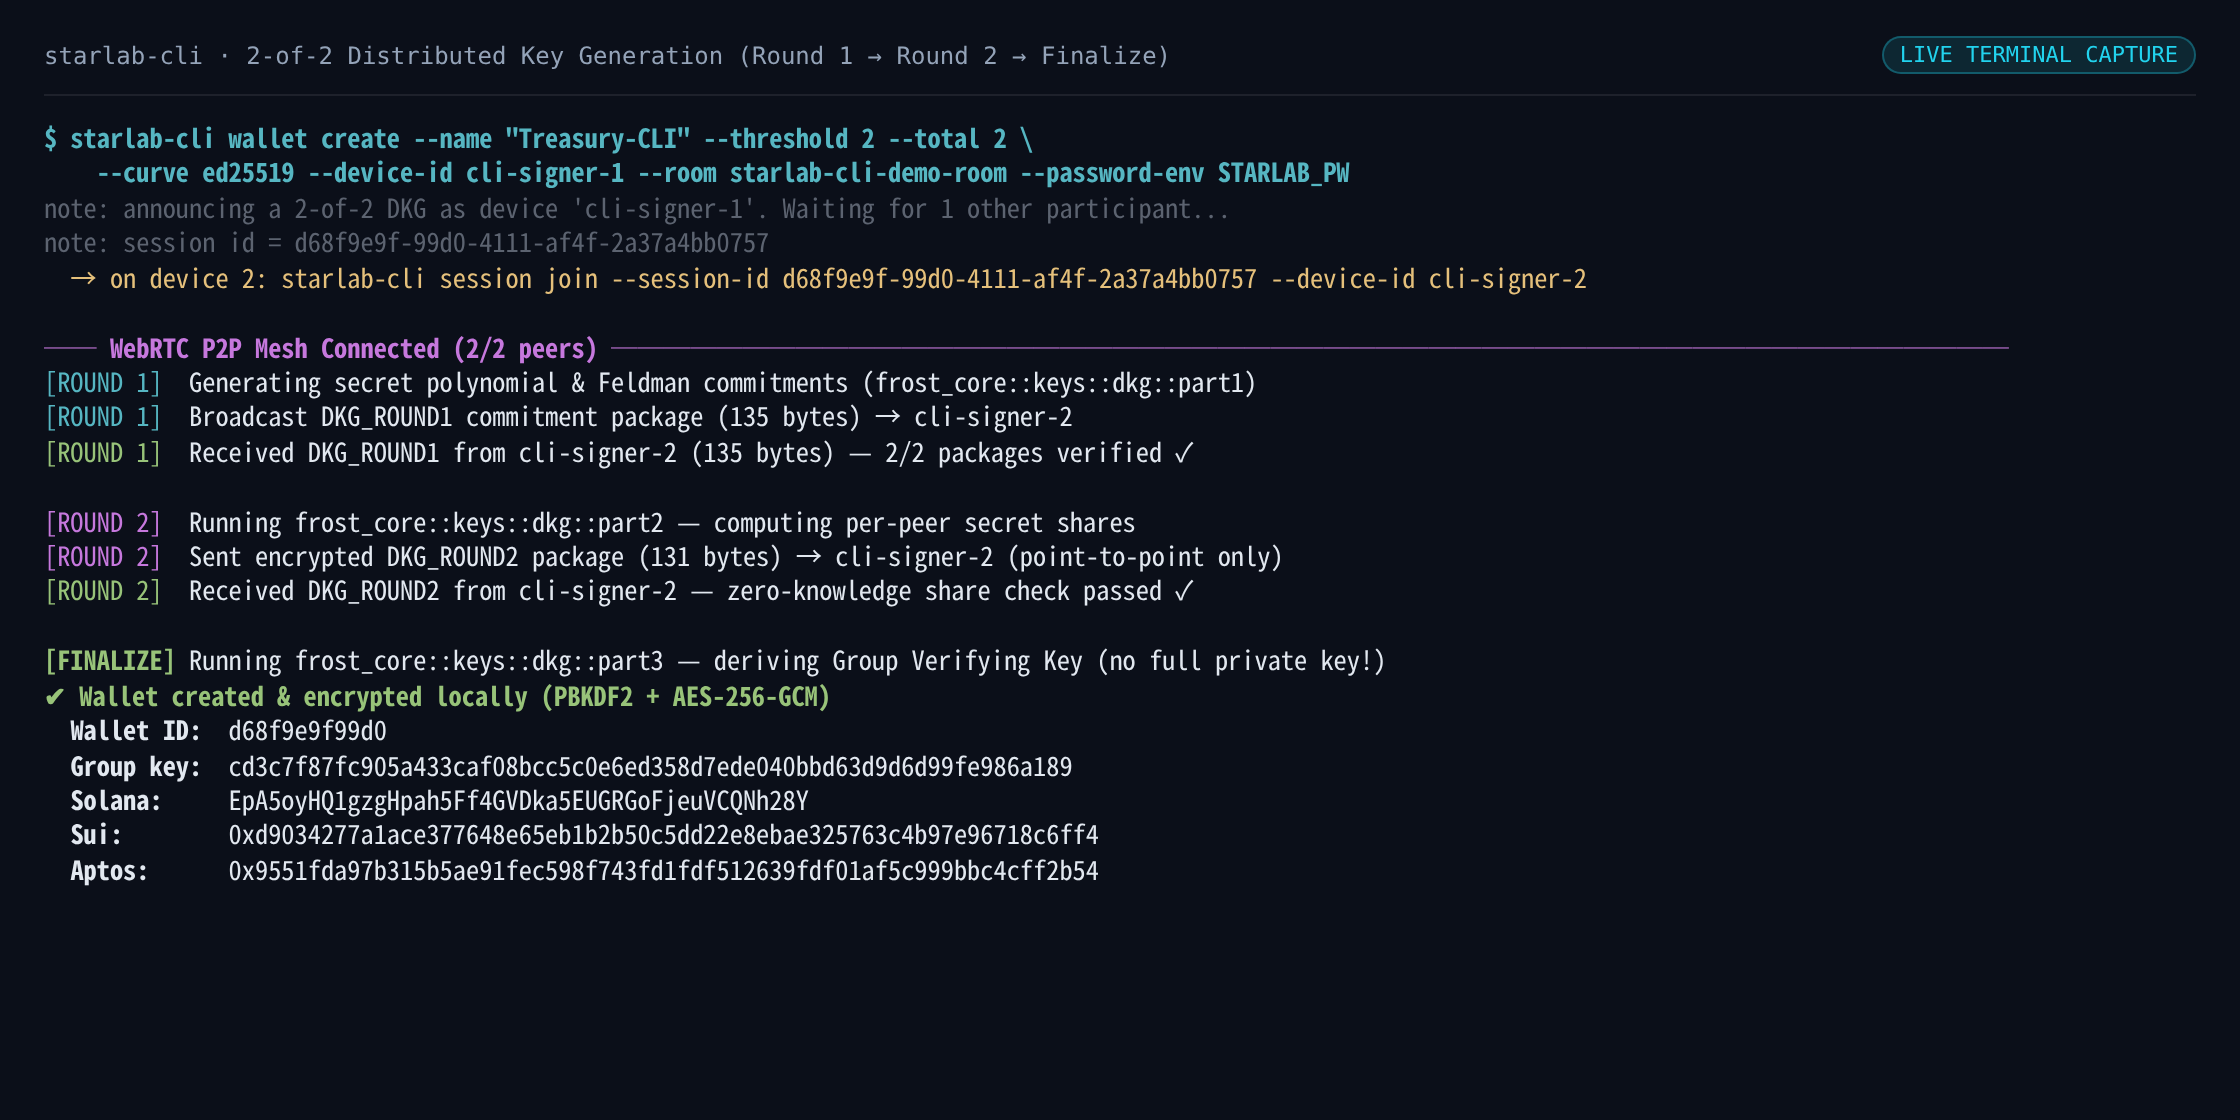 starlab-cli · 2-of-2 Distributed Key Generation (Round 1 → Round 2 → Finalize)
LIVE TERMINAL CAPTURE
$ starlab-cli wallet create --name "Treasury-CLI" --threshold 2 --total 2 \
--curve ed25519 --device-id cli-signer-1 --room starlab-cli-demo-room --password-env STARLAB_PW
note: announcing a 2-of-2 DKG as device 'cli-signer-1'. Waiting for 1 other participant...
note: session id = d68f9e9f-99d0-4111-af4f-2a37a4bb0757
→ on device 2: starlab-cli session join --session-id d68f9e9f-99d0-4111-af4f-2a37a4bb0757 --device-id cli-signer-2
─── WebRTC P2P Mesh Connected (2/2 peers) ───
[ROUND 1] Generating secret polynomial & Feldman commitments (frost_core::keys::dkg::part1)
[ROUND 1] Broadcast DKG_ROUND1 commitment package (135 bytes) → cli-signer-2
[ROUND 1] Received DKG_ROUND1 from cli-signer-2 (135 bytes) — 2/2 packages verified ✓
[ROUND 2] Running frost_core::keys::dkg::part2 — computing per-peer secret shares
[ROUND 2] Sent encrypted DKG_ROUND2 package (131 bytes) → cli-signer-2 (point-to-point only)
[ROUND 2] Received DKG_ROUND2 from cli-signer-2 — zero-knowledge share check passed ✓
[FINALIZE] Running frost_core::keys::dkg::part3 — deriving Group Verifying Key (no full private key!)
✔ Wallet created & encrypted locally (PBKDF2 + AES-256-GCM)
Wallet ID: d68f9e9f99d0
Group key: cd3c7f87fc905a433caf08bcc5c0e6ed358d7ede040bbd63d9d6d99fe986a189
Solana: EpA5oyHQ1gzgHpah5Ff4GVDka5EUGRGoFjeuVCQNh28Y
Sui: 0xd9034277a1ace377648e65eb1b2b50c5dd22e8ebae325763c4b97e96718c6ff4
Aptos: 0x9551fda97b315b5ae91fec598f743fd1fdf512639fdf01af5c999bbc4cff2b54